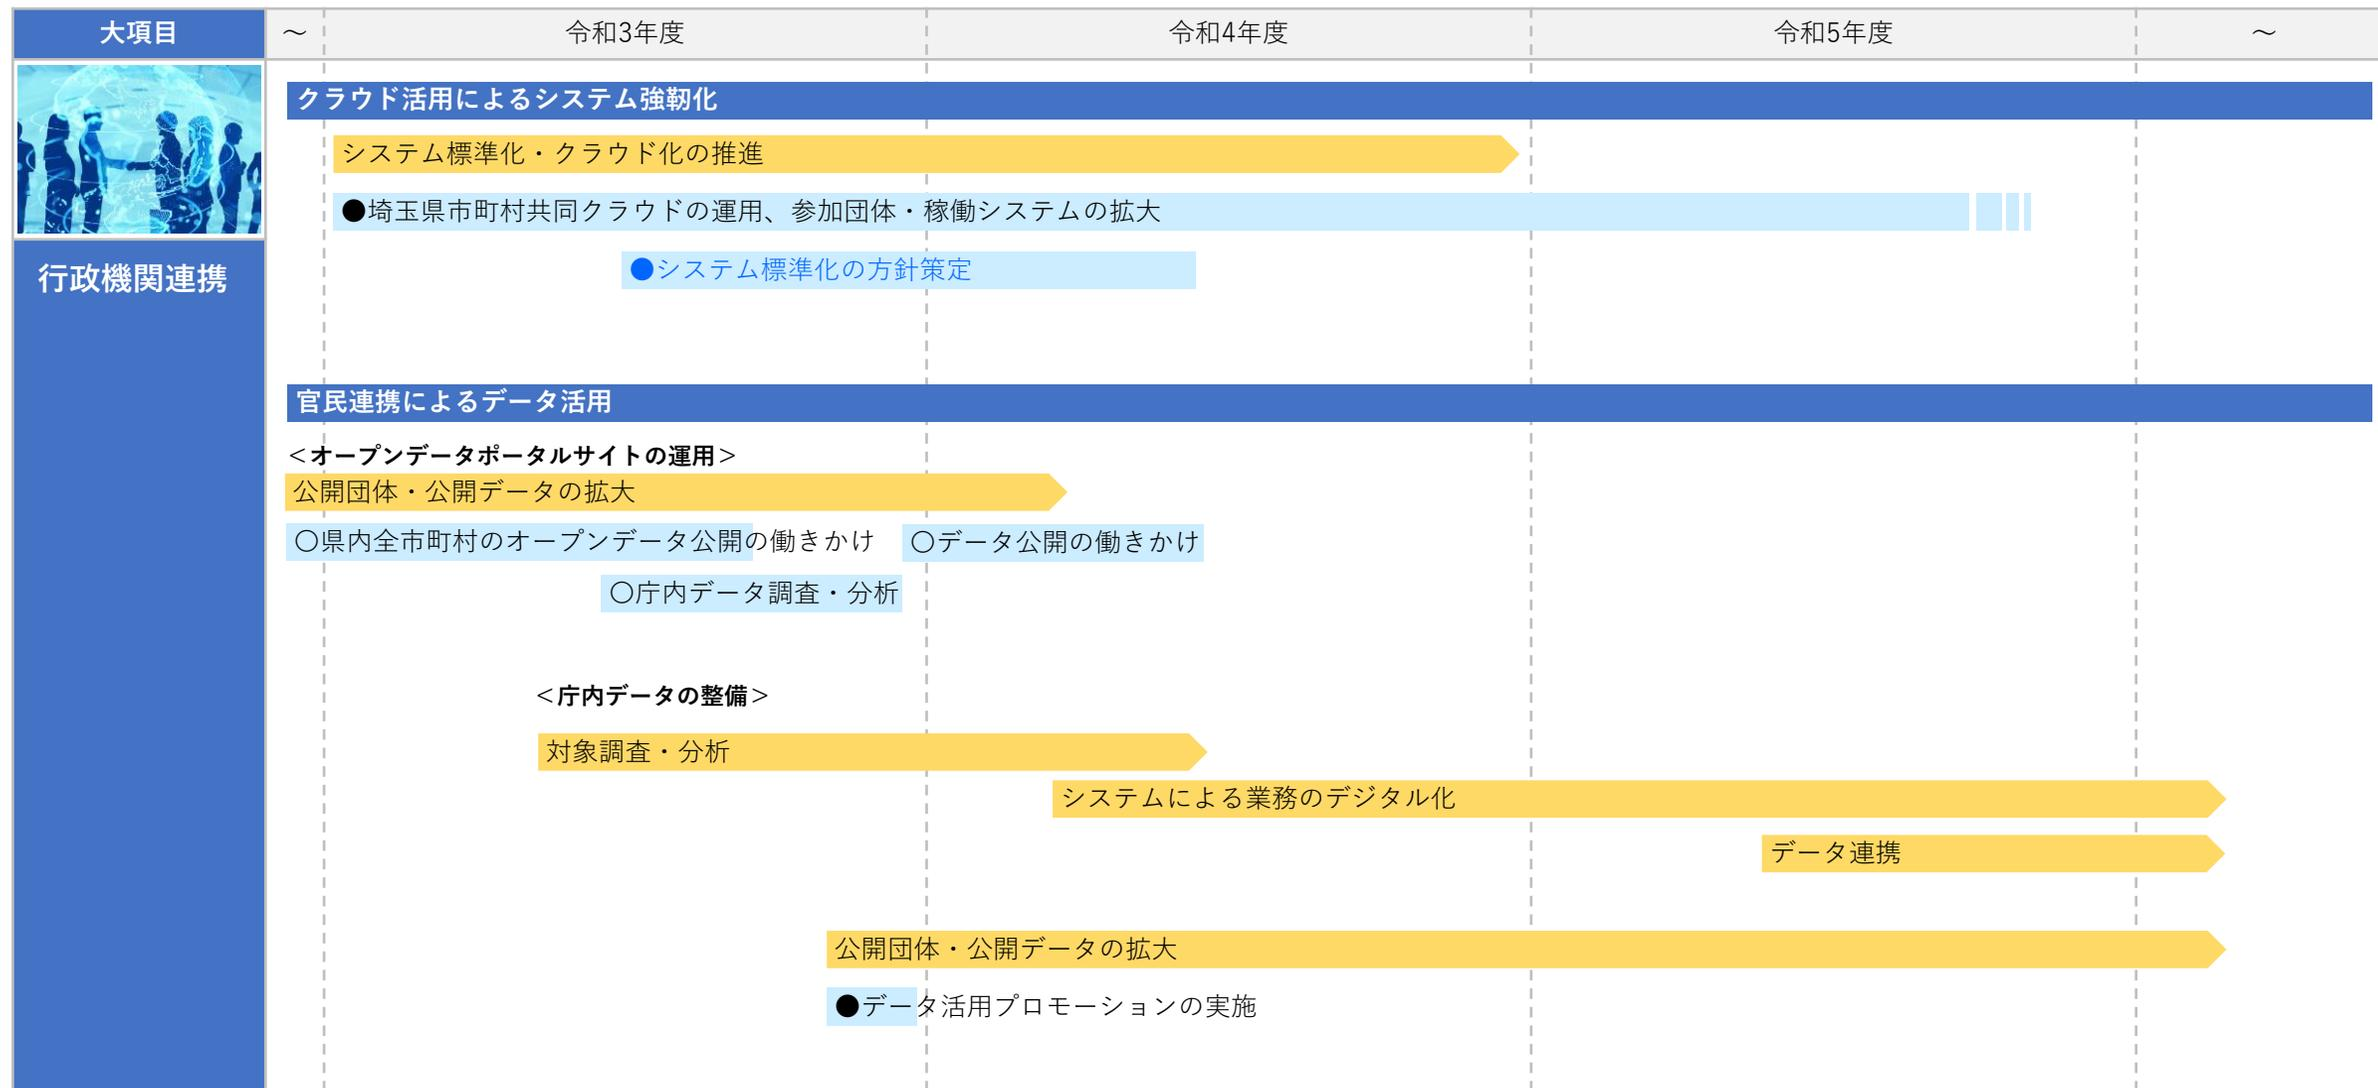 大項目
～
令和3年度
令和4年度
令和5年度
～
行政機関連携
クラウド活用によるシステム強靭化
システム標準化・クラウド化の推進
●埼玉県市町村共同クラウドの運用、参加団体・稼働システムの拡大
●システム標準化の方針策定
官民連携によるデータ活用
＜オープンデータポータルサイトの運用＞
公開団体・公開データの拡大
〇県内全市町村のオープンデータ公開の働きかけ
〇データ公開の働きかけ
〇庁内データ調査・分析
＜庁内データの整備＞
対象調査・分析
システムによる業務のデジタル化
データ連携
公開団体・公開データの拡大
●データ活用プロモーションの実施